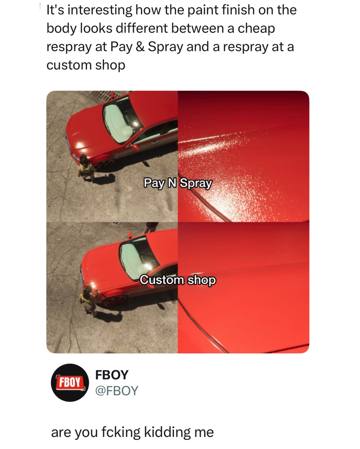 It's interesting how the paint finish on the
body looks different between a cheap
respray at Pay & Spray and a respray at a
custom shop
Pay N Spray
Custom shop
FBOY
FBOY
@FBOY
are you fcking kidding me